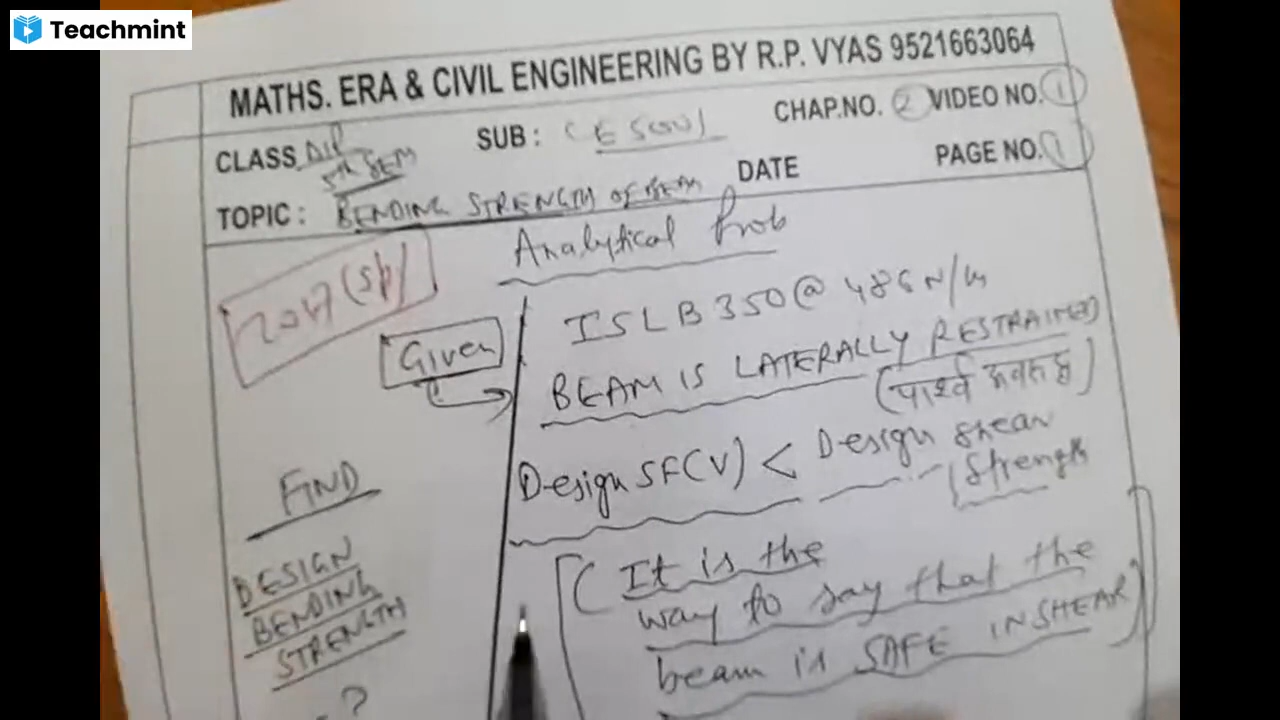 Teachmint
MATHS. ERA & CIVIL ENGINEERING BY R.P. VYAS 9521663064
CLASS DIP 5TH SEM SUB : CHAP.NO. 2 VIDEO NO. 1
TOPIC : BENDING STRENGTH OF BEAM DATE PAGE NO. 1
Analytical Prob
2017(SP)
Given
ISLB 350@ 486 N/m
BEAM IS LATERALLY RESTRAINED
(पार्श्व अवरुद्ध)
Design SF(V) < Design shear
Strength
FIND
DESIGN
BENDING
STRENGTH
?
(It is the
way to say that the
beam is SAFE IN SHEAR)